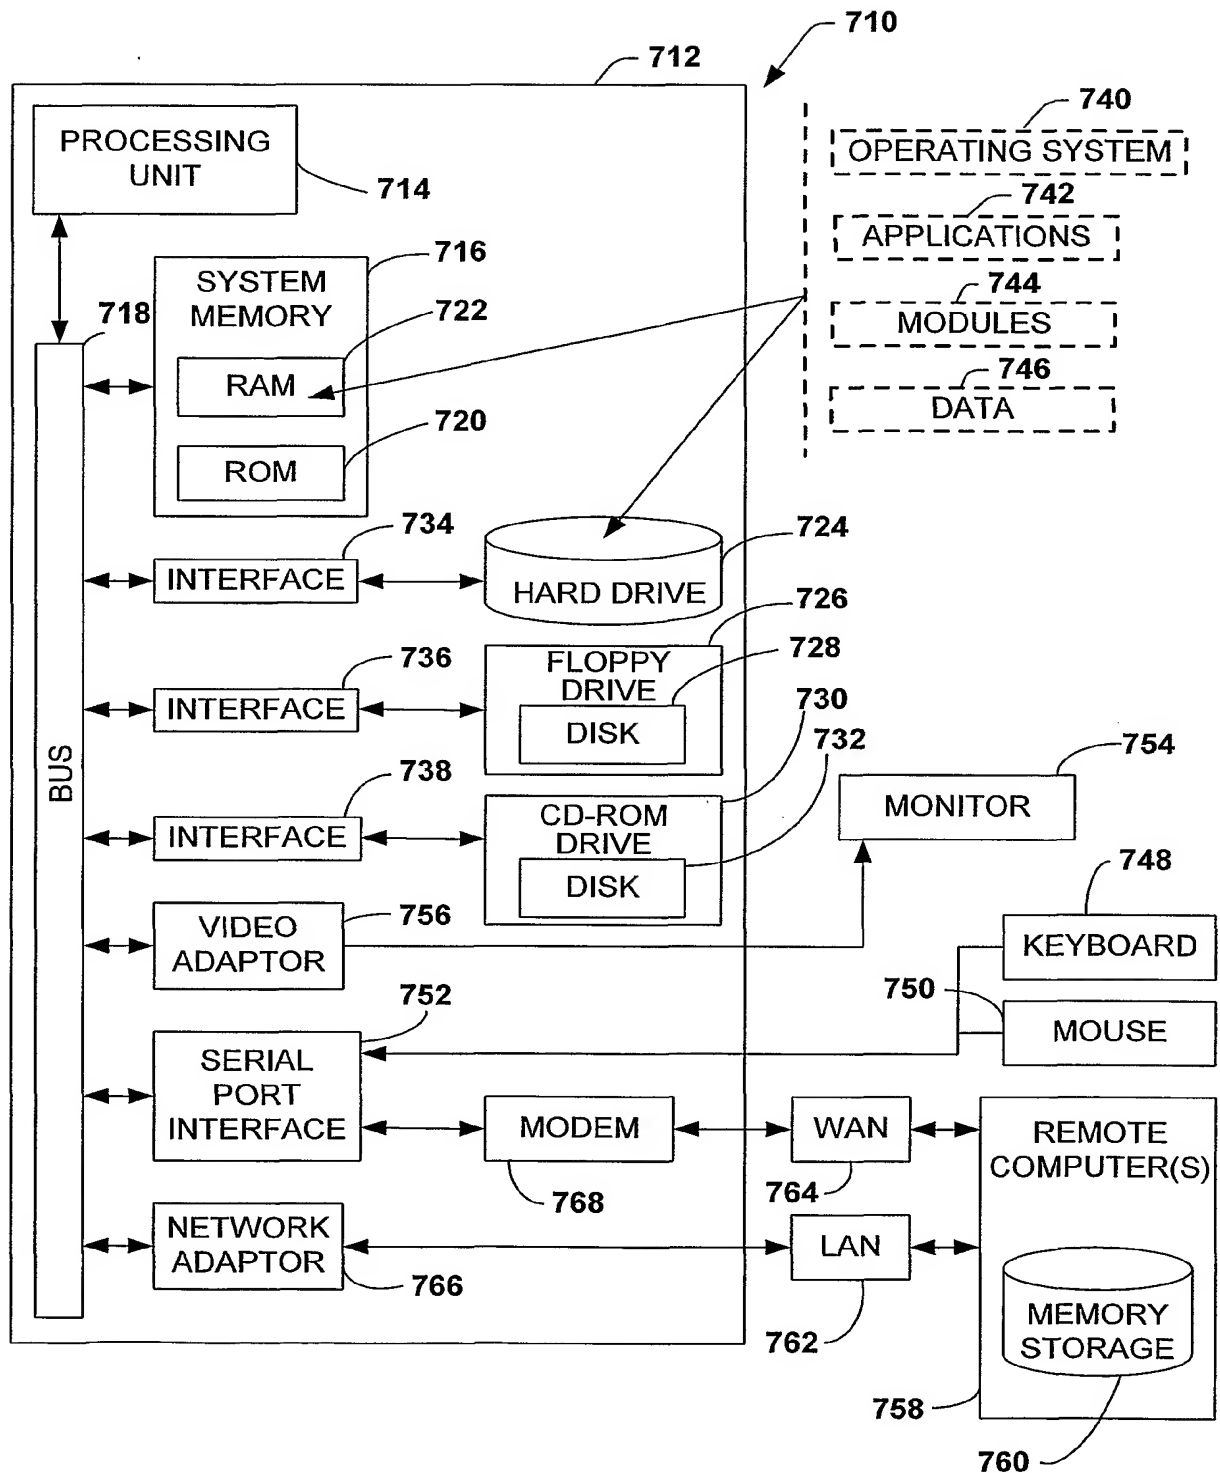 710
712
PROCESSING
UNIT
714
740
OPERATING SYSTEM
742
APPLICATIONS
744
MODULES
746
DATA
716
SYSTEM
MEMORY
718
722
RAM
720
ROM
BUS
734
INTERFACE
724
HARD DRIVE
726
736
INTERFACE
FLOPPY
DRIVE
728
DISK
730
732
738
INTERFACE
CD-ROM
DRIVE
DISK
754
MONITOR
756
VIDEO
ADAPTOR
748
KEYBOARD
750
MOUSE
752
SERIAL
PORT
INTERFACE
MODEM
768
WAN
764
REMOTE
COMPUTER(S)
NETWORK
ADAPTOR
766
LAN
762
MEMORY
STORAGE
758
760